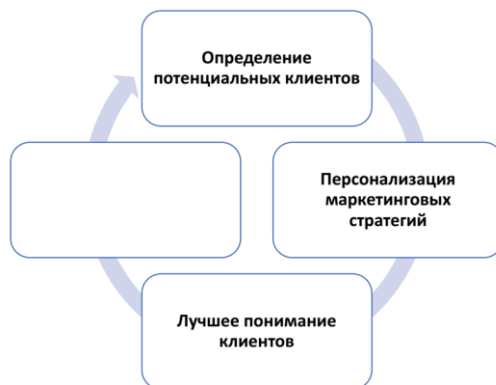 Определение
потенциальных клиентов
Персонализация
маркетинговых
стратегий
Лучшее понимание
клиентов